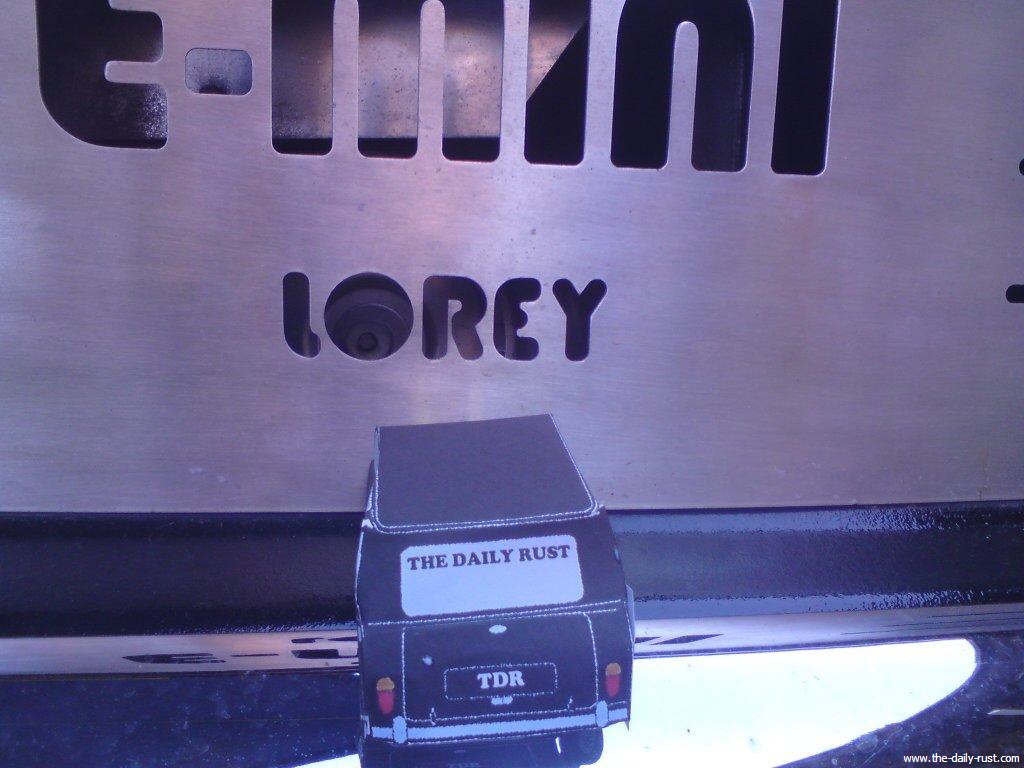 E-mini
LOREY
THE DAILY RUST
TDR
www.the-daily-rust.com